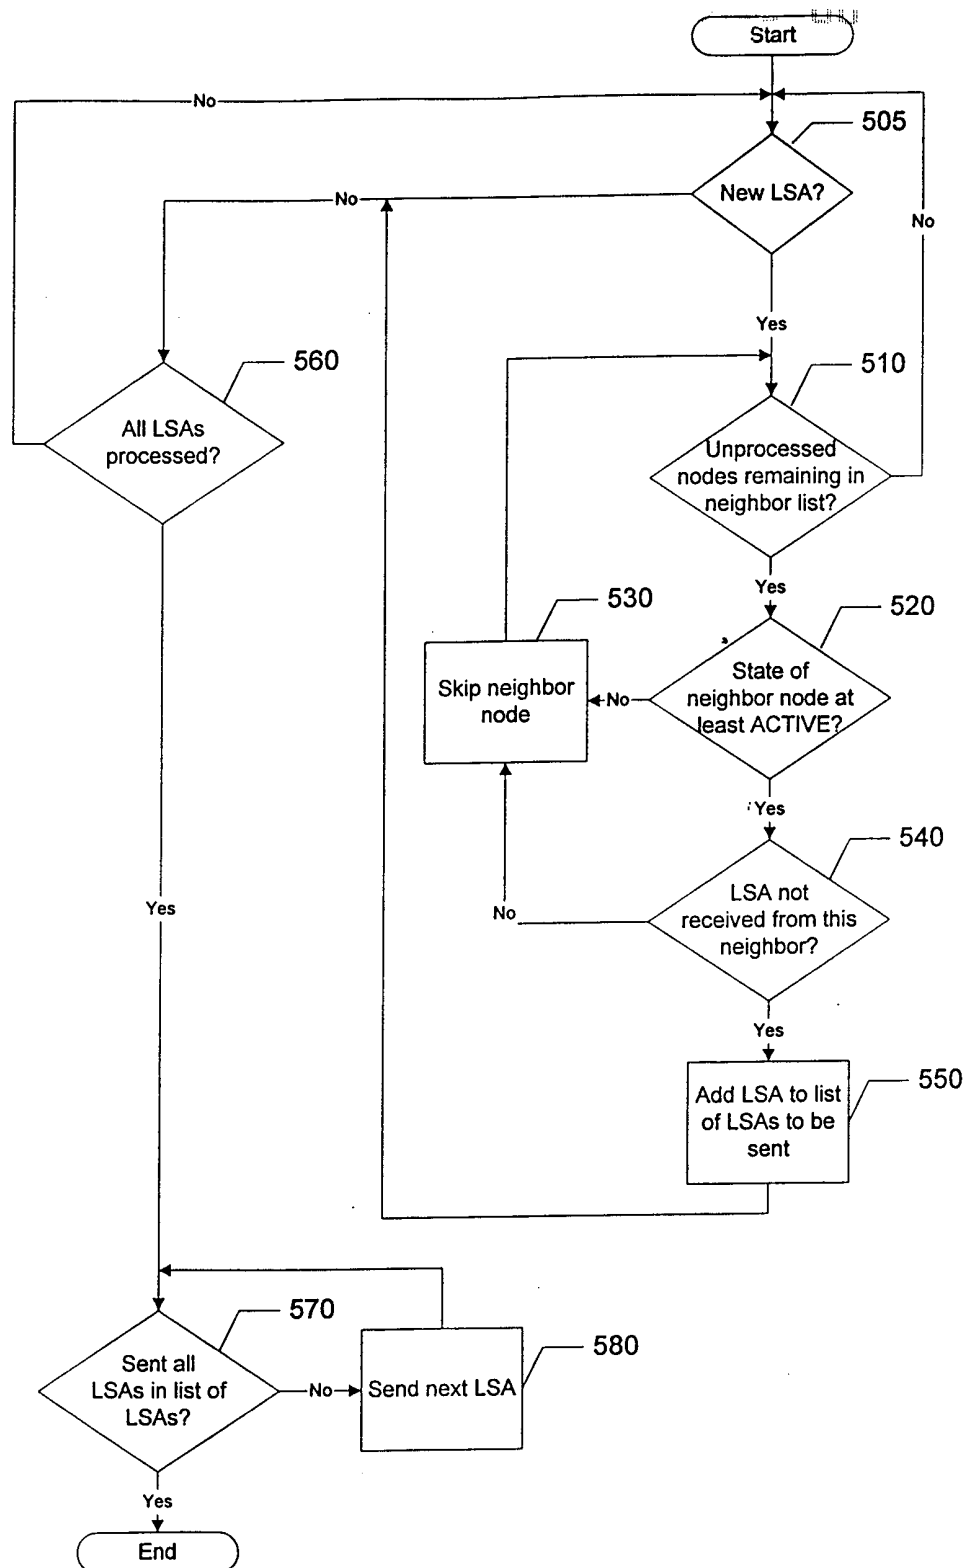 Start
No
505
New LSA?
No
No
Yes
560
510
All LSAs
processed?
Unprocessed
nodes remaining in
neighbor list?
Yes
530
520
Skip neighbor
node
No
State of
neighbor node at
least ACTIVE?
Yes
540
Yes
No
LSA not
received from this
neighbor?
Yes
550
Add LSA to list
of LSAs to be
sent
570
580
Sent all
LSAs in list of
LSAs?
No
Send next LSA
Yes
End